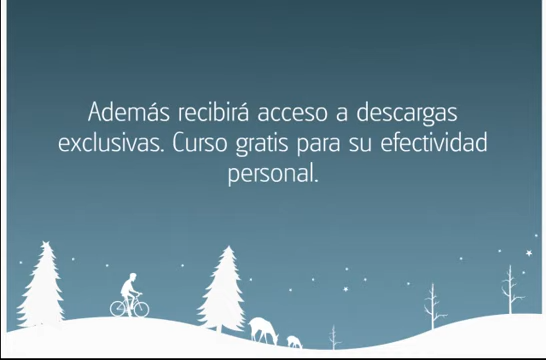 Además recibirá acceso a descargas
exclusivas. Curso gratis para su efectividad
personal.